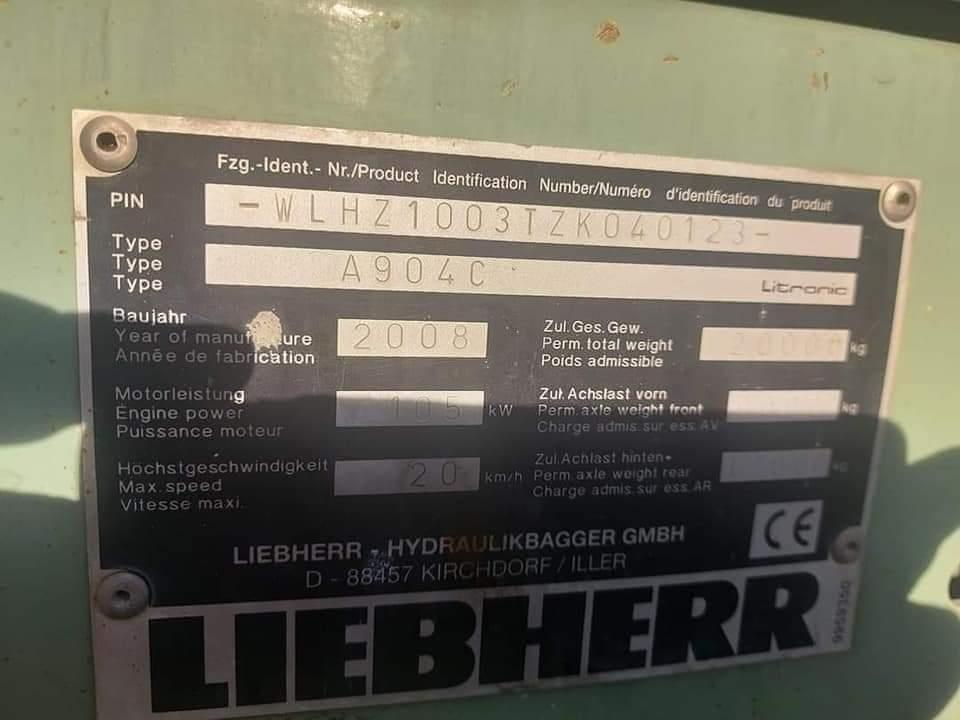 Fzg.-Ident.- Nr./Product Identification Number/Numéro d'identification du produit
PIN -WLHZ1003TZK040123-
Type
Type A904C Litronic
Type
Baujahr
Year of manufacture 2008
Année de fabrication
Zul. Ges. Gew.
Perm. total weight 20000 kg
Poids admissible
Motorleistung
Engine power 105 kW
Puissance moteur
Zul. Achslast vorn
Perm. axle weight front kg
Charge admis. sur ess. AV
Höchstgeschwindigkeit
Max. speed 20 km/h
Vitesse maxi.
Zul. Achlast hinten
Perm. axle weight rear kg
Charge admis. sur ess. AR
CE
LIEBHERR - HYDRAULIKBAGGER GMBH
D - 88457 KIRCHDORF / ILLER
LIEBHERR